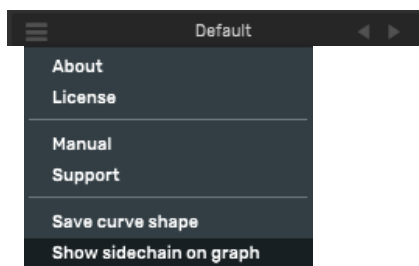 Default
About
License
Manual
Support
Save curve shape
Show sidechain on graph